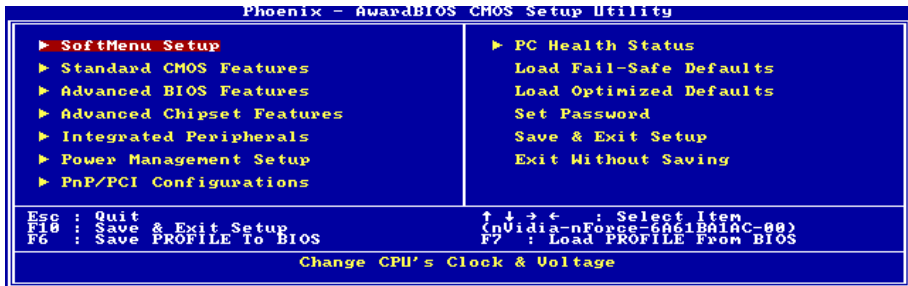 Phoenix - AwardBIOS CMOS Setup Utility
► SoftMenu Setup
► Standard CMOS Features
► Advanced BIOS Features
► Advanced Chipset Features
► Integrated Peripherals
► Power Management Setup
► PnP/PCI Configurations
► PC Health Status
Load Fail-Safe Defaults
Load Optimized Defaults
Set Password
Save & Exit Setup
Exit Without Saving
Esc : Quit
F10 : Save & Exit Setup
F6 : Save PROFILE To BIOS
↑ ↓ → ← : Select Item
(nVidia-nForce-6A61BA1AC-00)
F7 : Load PROFILE From BIOS
Change CPU's Clock & Voltage